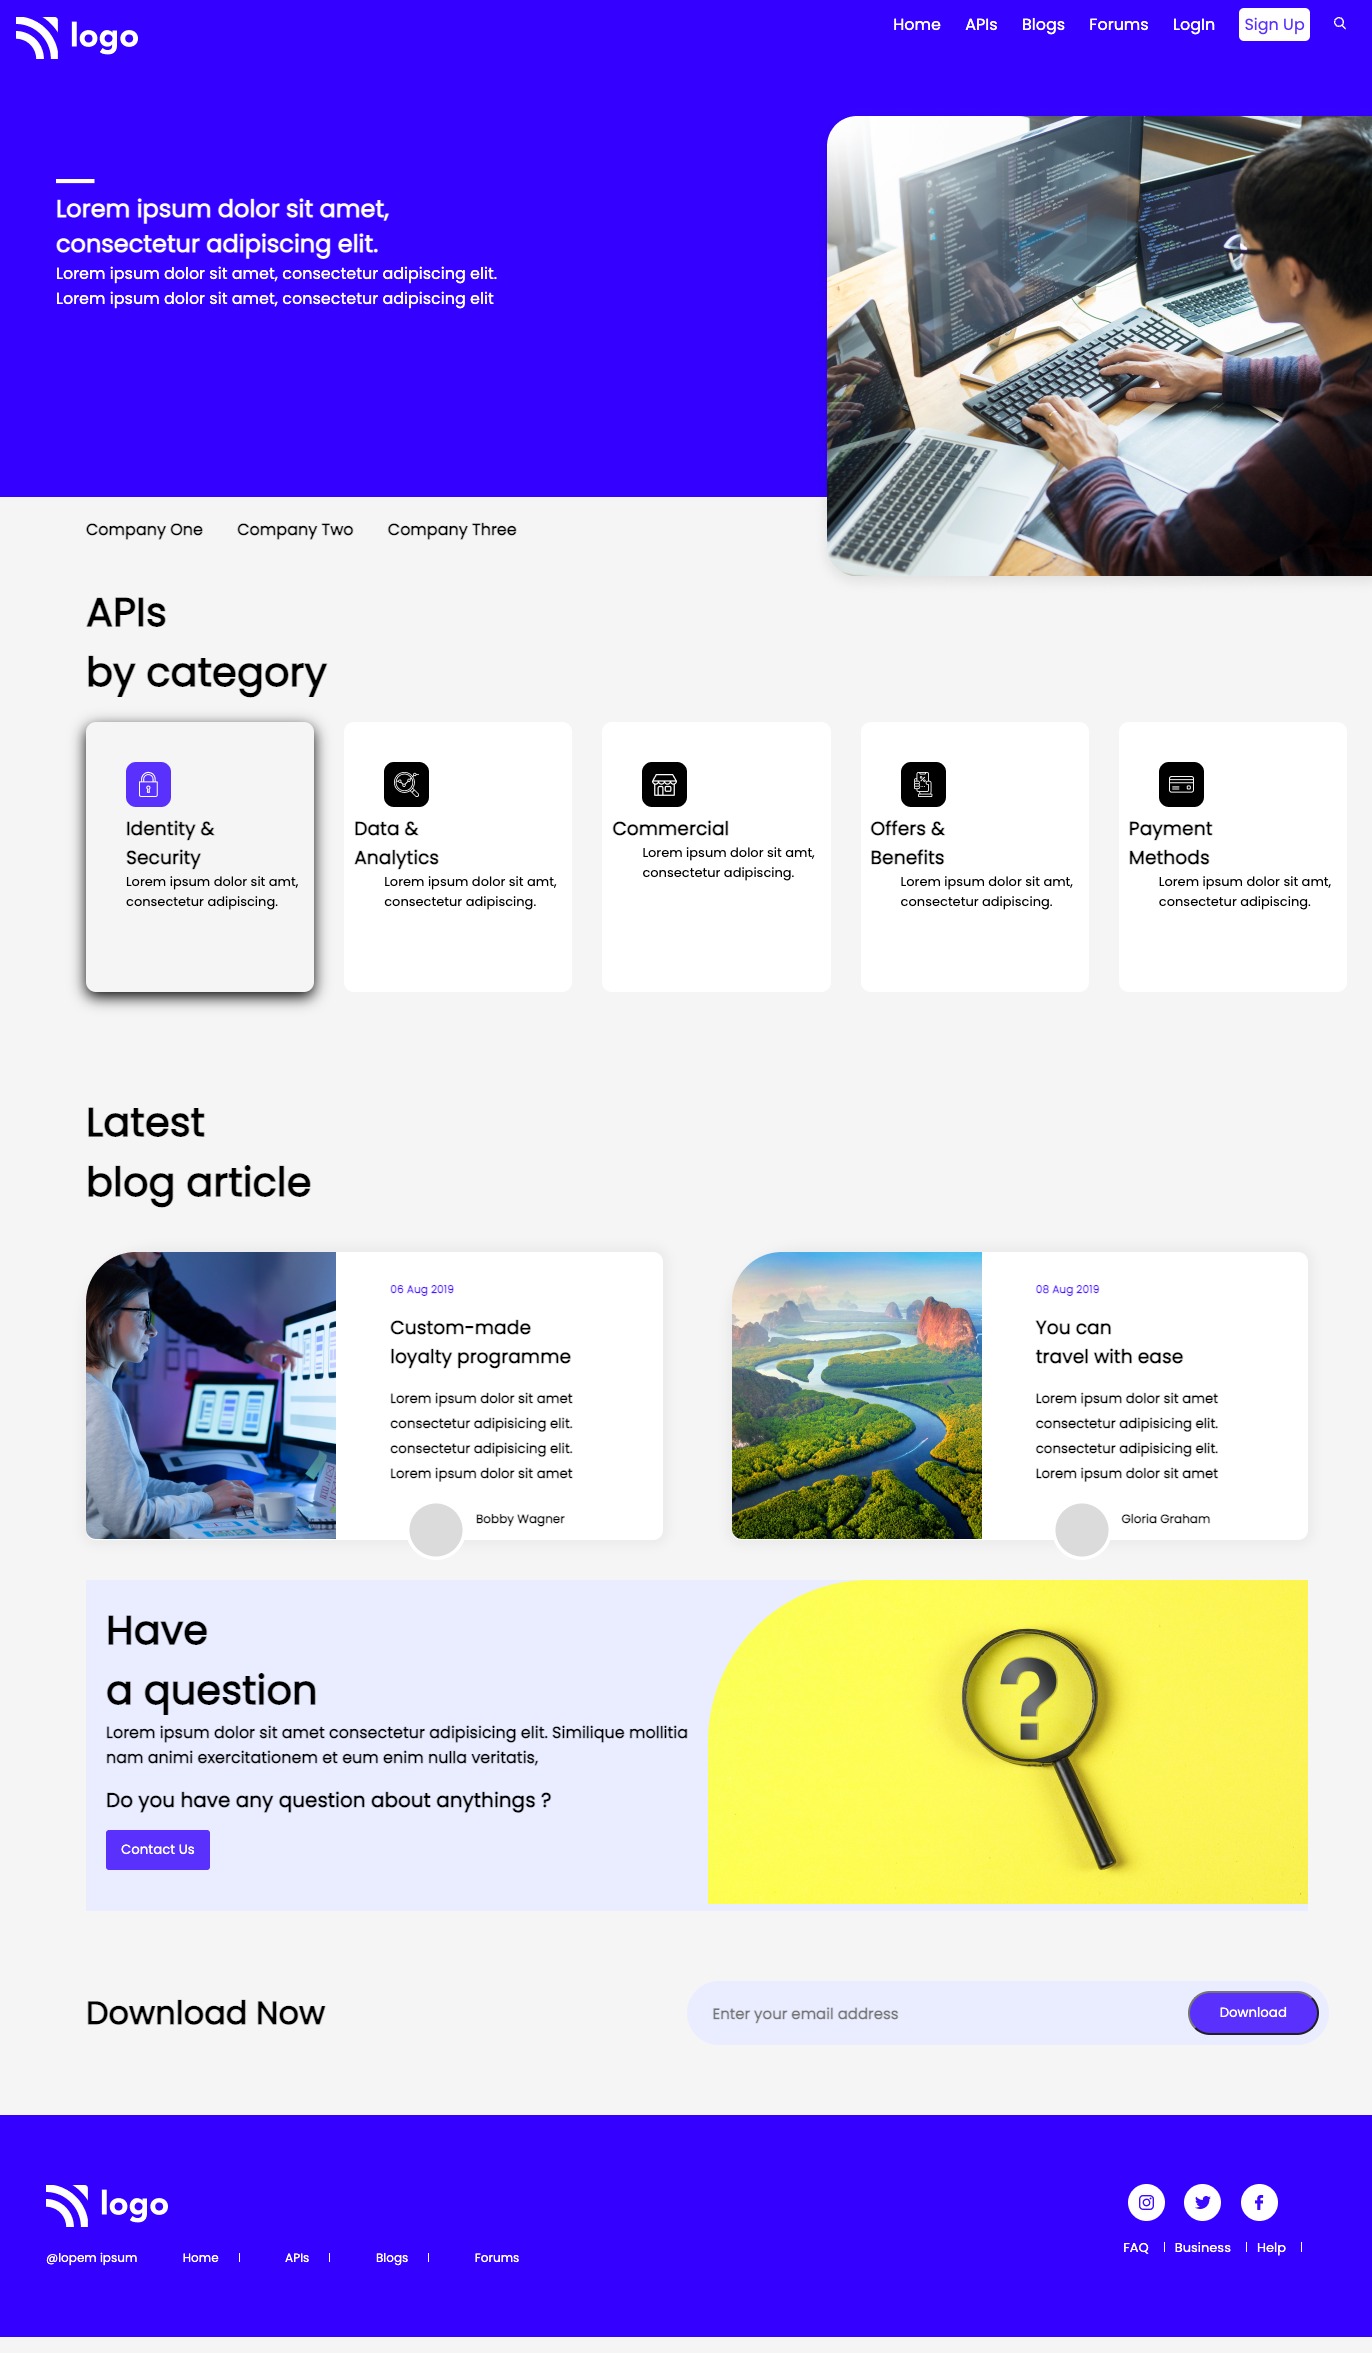 logo
Home APIs Blogs Forums LogIn Sign Up
Lorem ipsum dolor sit amet,
consectetur adipiscing elit.
Lorem ipsum dolor sit amet, consectetur adipiscing elit.
Lorem ipsum dolor sit amet, consectetur adipiscing elit
Company One Company Two Company Three
APIs
by category
Identity &
Security
Lorem ipsum dolor sit amt,
consectetur adipiscing.
Data &
Analytics
Lorem ipsum dolor sit amt,
consectetur adipiscing.
Commercial
Lorem ipsum dolor sit amt,
consectetur adipiscing.
Offers &
Benefits
Lorem ipsum dolor sit amt,
consectetur adipiscing.
Payment
Methods
Lorem ipsum dolor sit amt,
consectetur adipiscing.
Latest
blog article
06 Aug 2019
Custom-made
loyalty programme
Lorem ipsum dolor sit amet
consectetur adipisicing elit.
consectetur adipisicing elit.
Lorem ipsum dolor sit amet
Bobby Wagner
08 Aug 2019
You can
travel with ease
Lorem ipsum dolor sit amet
consectetur adipisicing elit.
consectetur adipisicing elit.
Lorem ipsum dolor sit amet
Gloria Graham
Have
a question
Lorem ipsum dolor sit amet consectetur adipisicing elit. Similique mollitia
nam animi exercitationem et eum enim nulla veritatis,
Do you have any question about anythings ?
Contact Us
?
Download Now
Enter your email address
Download
logo
@lopem ipsum Home | APIs | Blogs | Forums
FAQ | Business | Help |